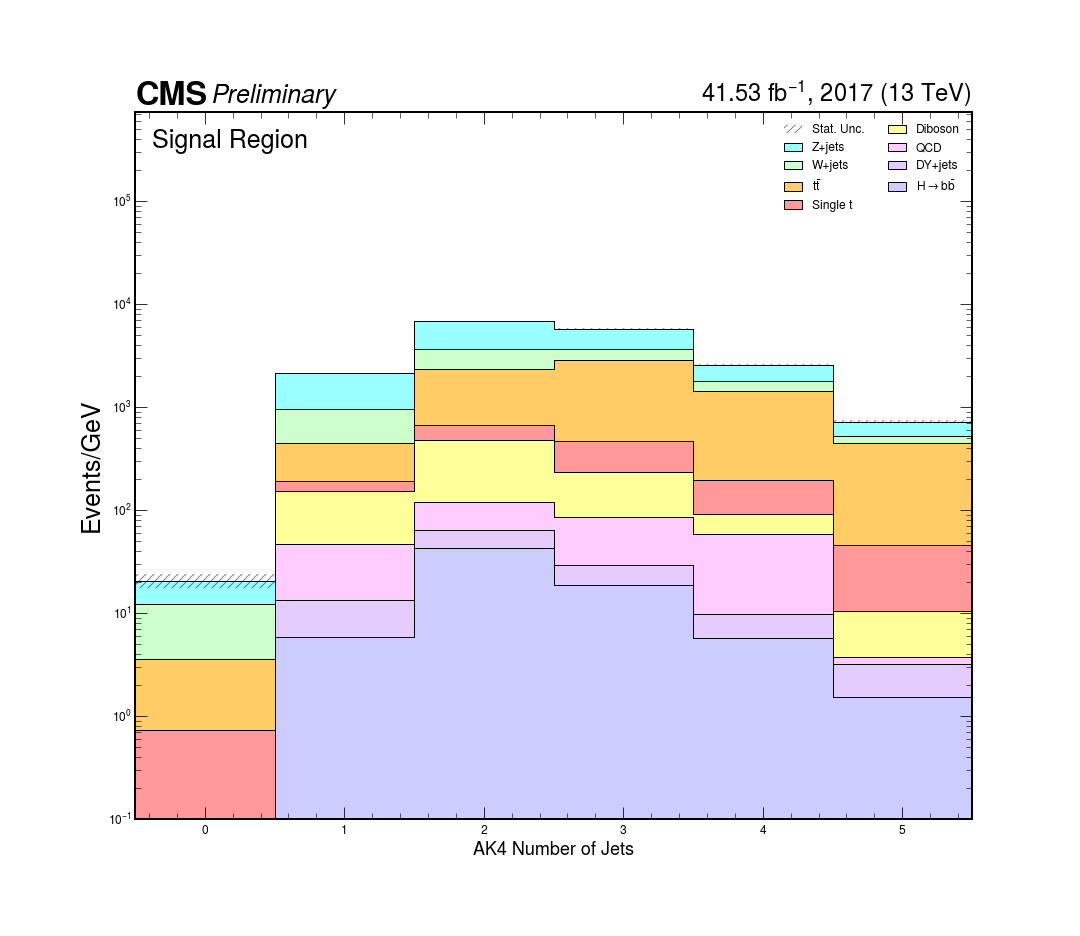 CMS Preliminary
41.53 fb⁻¹, 2017 (13 TeV)
Signal Region
Stat. Unc.
Z+jets
W+jets
tt̄
Single t
Diboson
QCD
DY+jets
H→bb̄
Events/GeV
10⁵
10⁴
10³
10²
10¹
10⁰
10⁻¹
0 1 2 3 4 5
AK4 Number of Jets